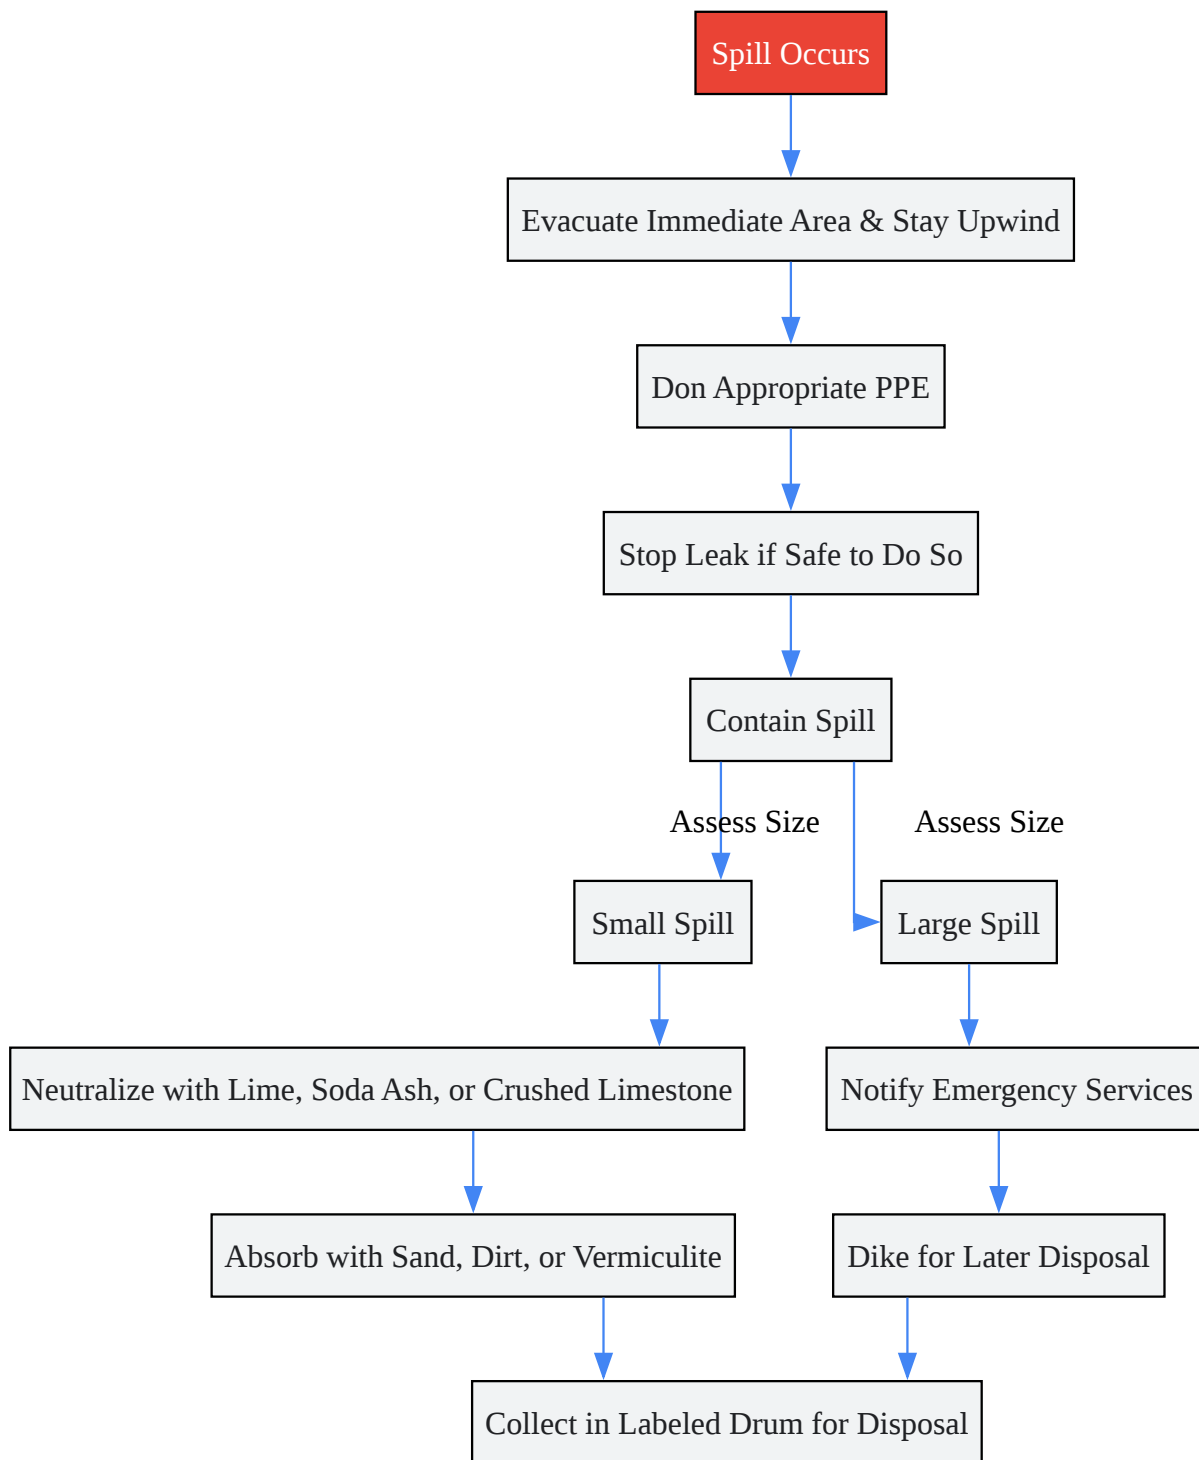 Spill Occurs
Evacuate Immediate Area & Stay Upwind
Don Appropriate PPE
Stop Leak if Safe to Do So
Contain Spill
Assess Size
Assess Size
Small Spill
Large Spill
Neutralize with Lime, Soda Ash, or Crushed Limestone
Notify Emergency Services
Absorb with Sand, Dirt, or Vermiculite
Dike for Later Disposal
Collect in Labeled Drum for Disposal